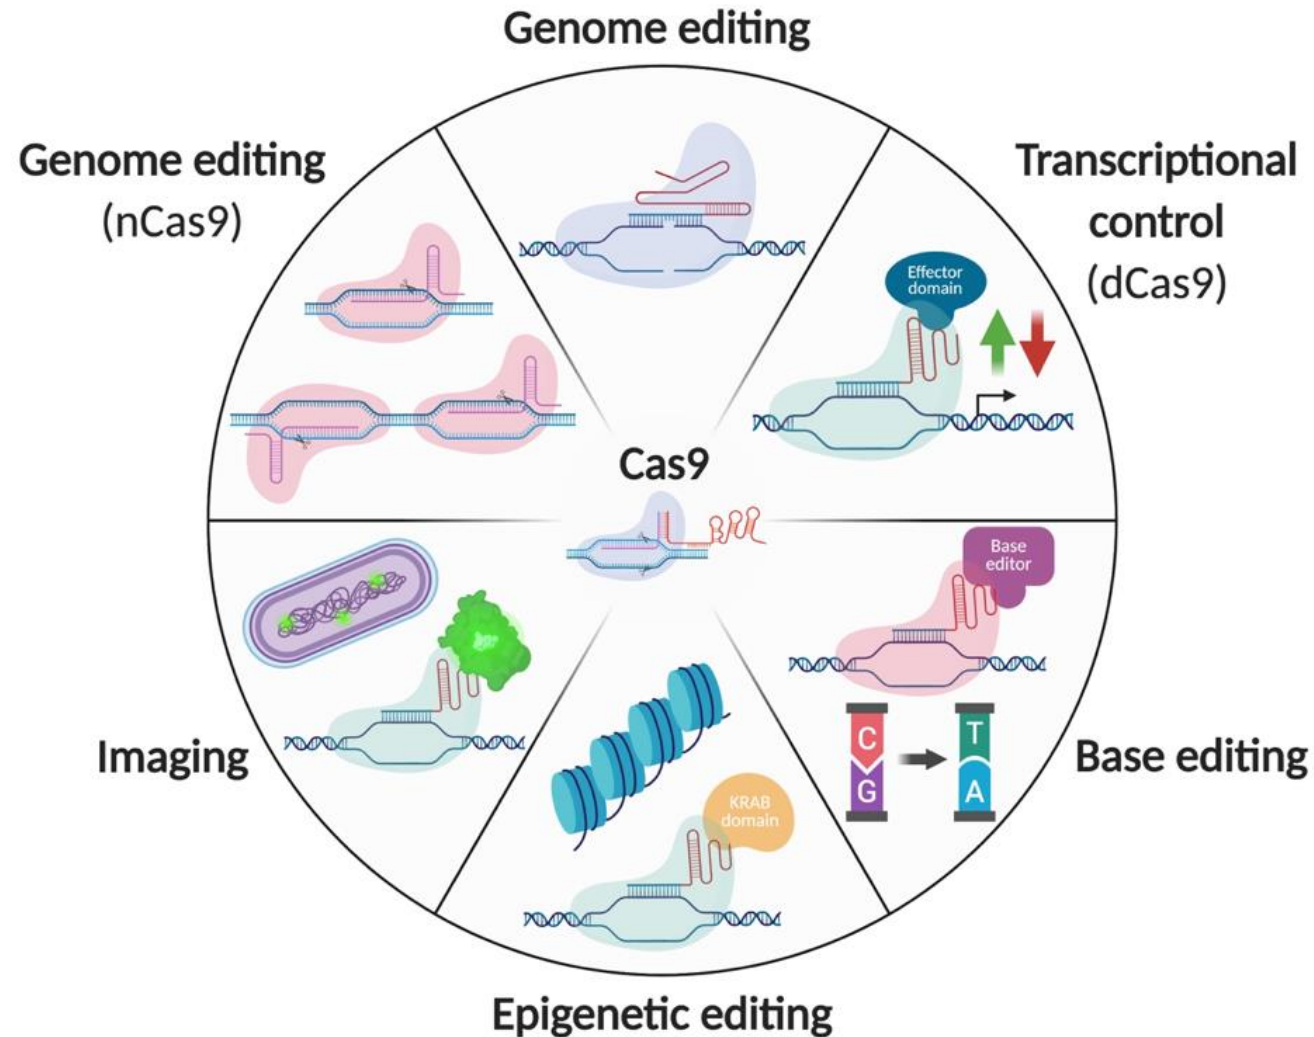 Genome editing
Genome editing
(nCas9)
Transcriptional
control
(dCas9)
Effector
domain
Cas9
Base
editor
C
G
T
A
Base editing
Imaging
KRAB
domain
Epigenetic editing